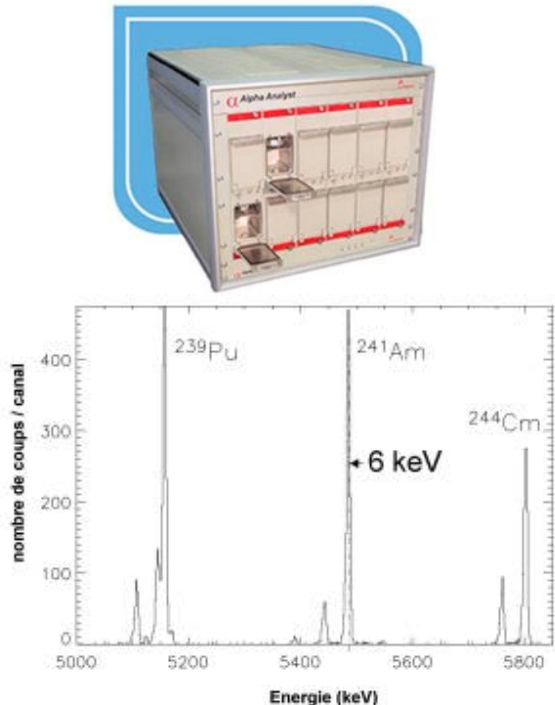 α Alpha Analyst
nombre de coups / canal
400
300
200
100
0
²³⁹Pu
²⁴¹Am
²⁴⁴Cm
6 keV
5000 5200 5400 5600 5800
Energie (keV)